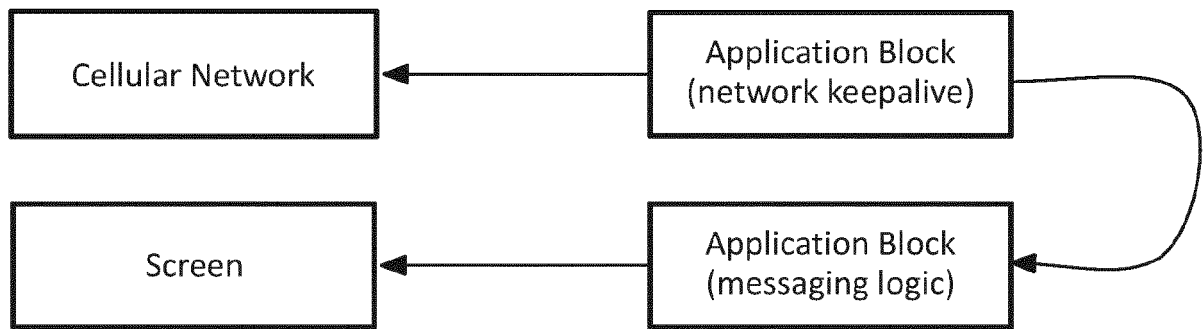 Cellular Network
Application Block
(network keepalive)
Screen
Application Block
(messaging logic)